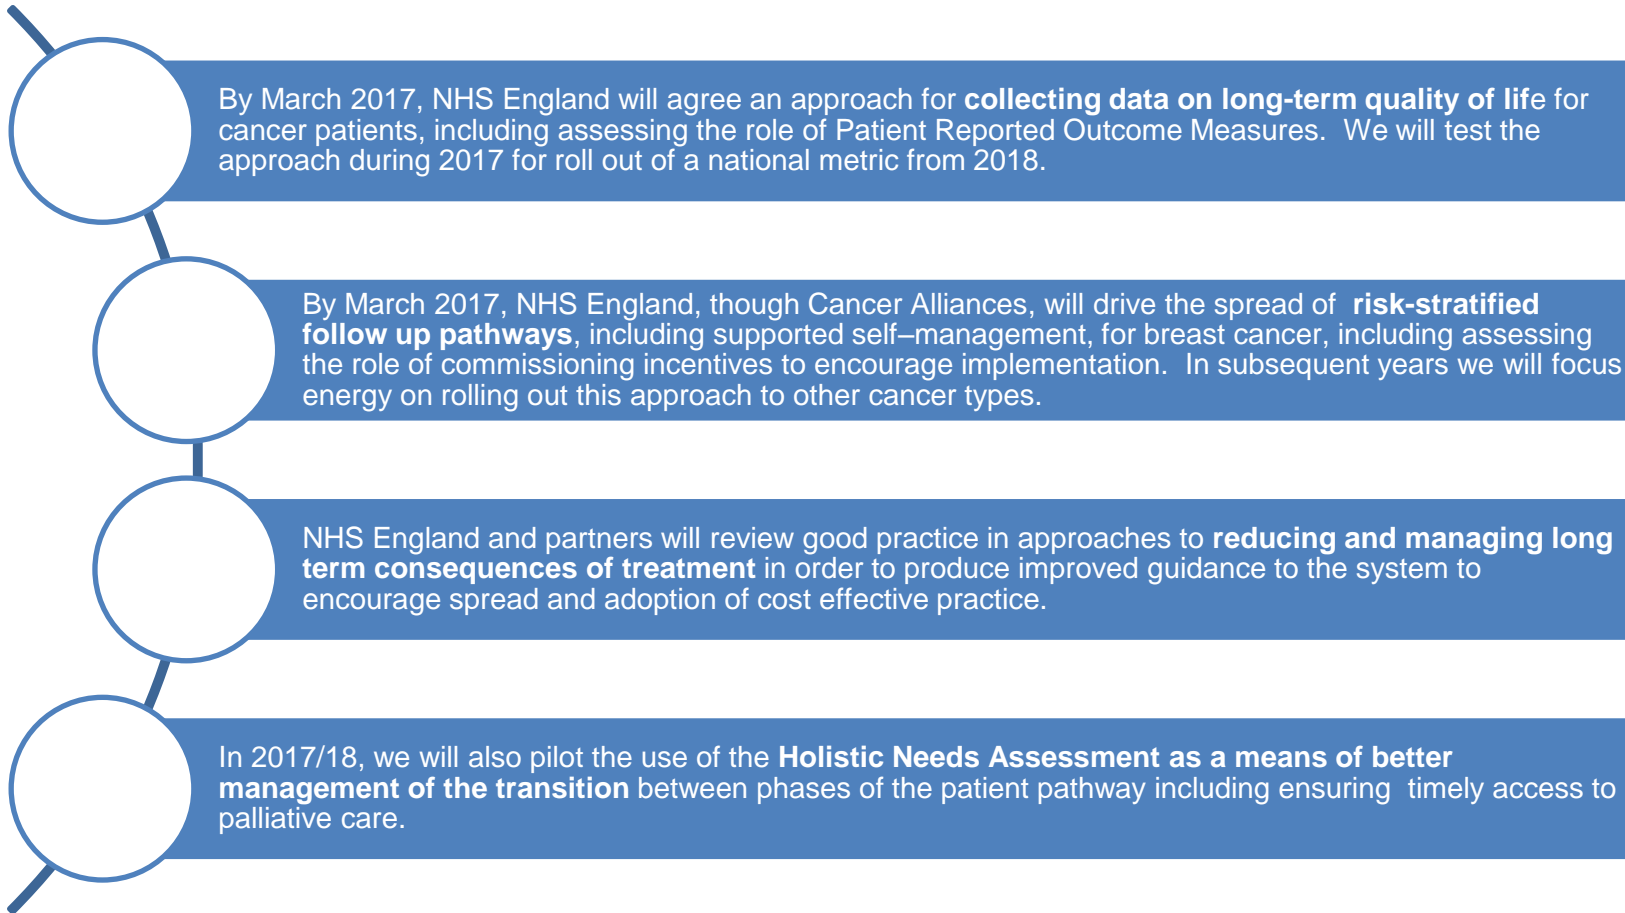 By March 2017, NHS England will agree an approach for collecting data on long-term quality of life for
cancer patients, including assessing the role of Patient Reported Outcome Measures.  We will test the
approach during 2017 for roll out of a national metric from 2018.
By March 2017, NHS England, though Cancer Alliances, will drive the spread of  risk-stratified
follow up pathways, including supported self–management, for breast cancer, including assessing
the role of commissioning incentives to encourage implementation.  In subsequent years we will focus
energy on rolling out this approach to other cancer types.
NHS England and partners will review good practice in approaches to reducing and managing long
term consequences of treatment in order to produce improved guidance to the system to
encourage spread and adoption of cost effective practice.
In 2017/18, we will also pilot the use of the Holistic Needs Assessment as a means of better
management of the transition between phases of the patient pathway including ensuring  timely access to
palliative care.